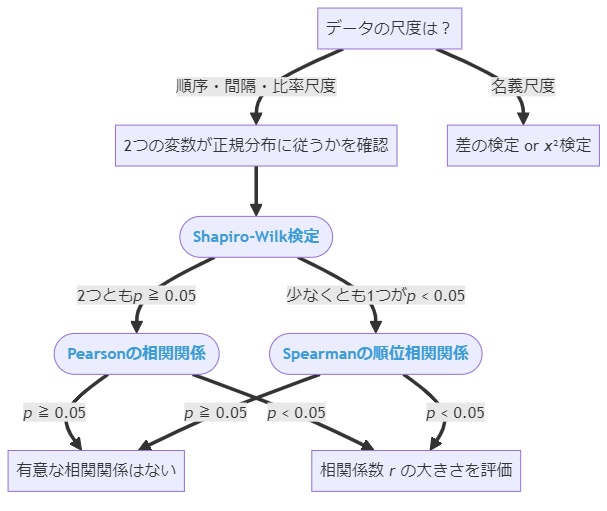 データの尺度は？
順序・間隔・比率尺度
名義尺度
2つの変数が正規分布に従うかを確認
差の検定 or x²検定
Shapiro-Wilk検定
2つともp ≧ 0.05
少なくとも1つがp < 0.05
Pearsonの相関関係
Spearmanの順位相関関係
p ≧ 0.05
p ≧ 0.05
p < 0.05
p < 0.05
有意な相関関係はない
相関係数 r の大きさを評価